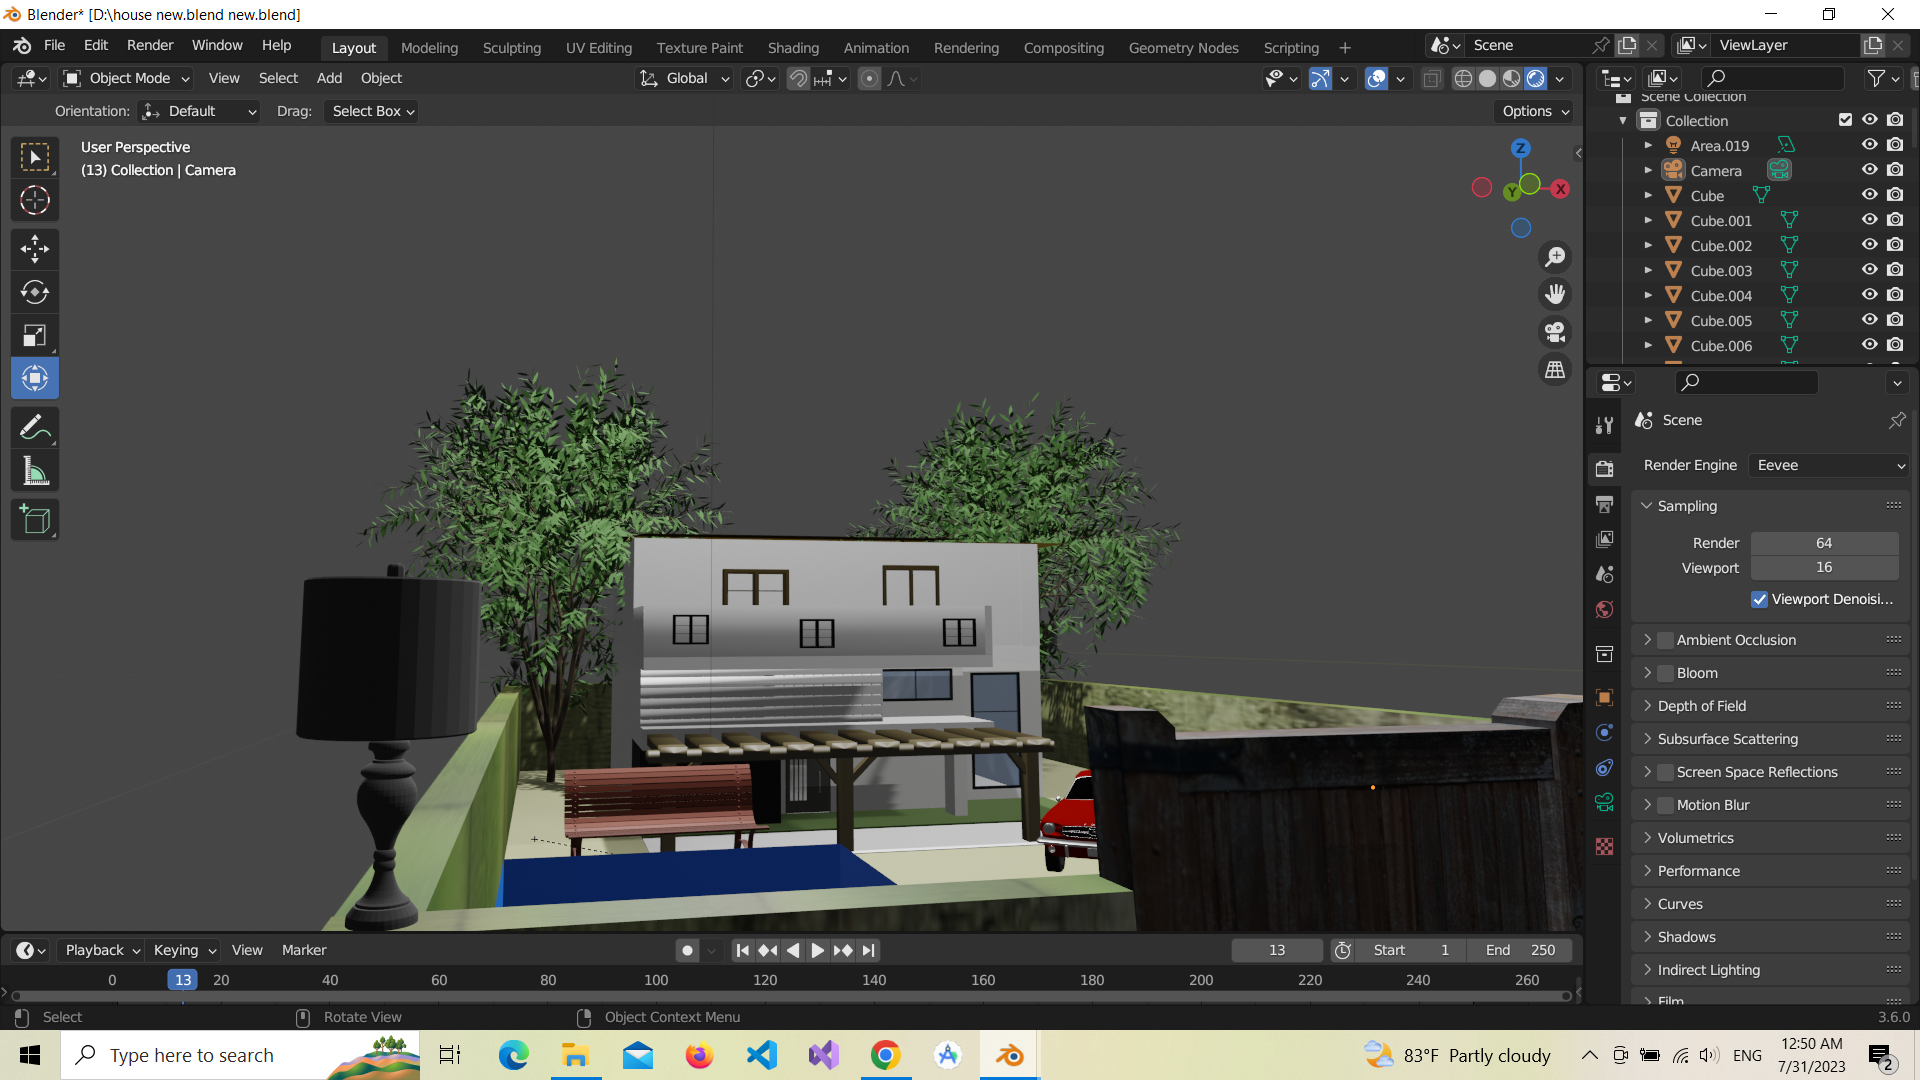 Blender* [D:\house new.blend new.blend]
File Edit Render Window Help
Layout Modeling Sculpting UV Editing Texture Paint Shading Animation Rendering Compositing Geometry Nodes Scripting
Scene
ViewLayer
Object Mode View Select Add Object
Global
Orientation: Default Drag: Select Box
Options
User Perspective
(13) Collection | Camera
Z
Y
X
Scene Collection
Collection
Area.019
Camera
Cube
Cube.001
Cube.002
Cube.003
Cube.004
Cube.005
Cube.006
Scene
Render Engine Eevee
Sampling
Render 64
Viewport 16
Viewport Denoisi...
Ambient Occlusion
Bloom
Depth of Field
Subsurface Scattering
Screen Space Reflections
Motion Blur
Volumetrics
Performance
Curves
Shadows
Indirect Lighting
Film
Playback Keying View Marker
13 Start 1 End 250
0 13 20 40 60 80 100 120 140 160 180 200 220 240 260
Select Rotate View Object Context Menu
3.6.0
Type here to search
83°F Partly cloudy
ENG
12:50 AM
7/31/2023
2